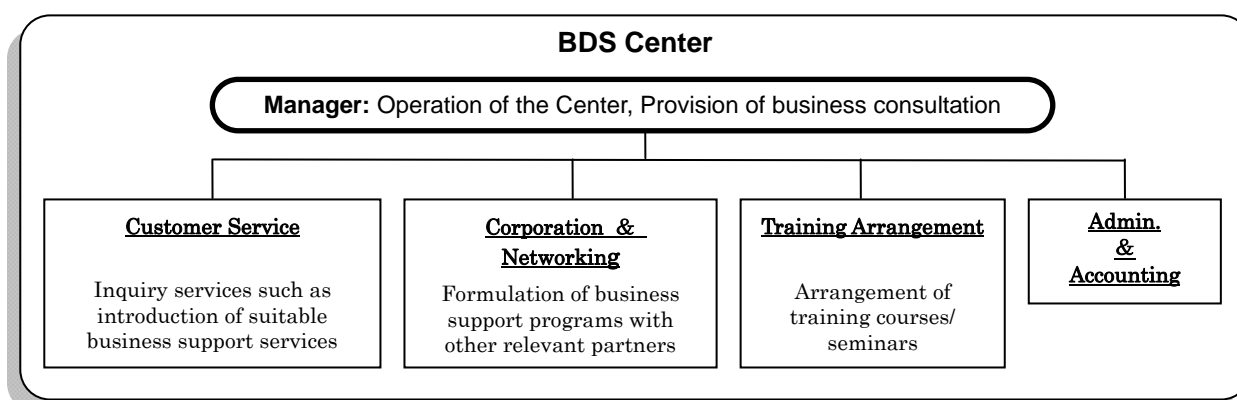 BDS Center
Manager: Operation of the Center, Provision of business consultation
Customer Service
Inquiry services such as
introduction of suitable
business support services
Corporation &
Networking
Formulation of business
support programs with
other relevant partners
Training Arrangement
Arrangement of
training courses/
seminars
Admin.
&
Accounting